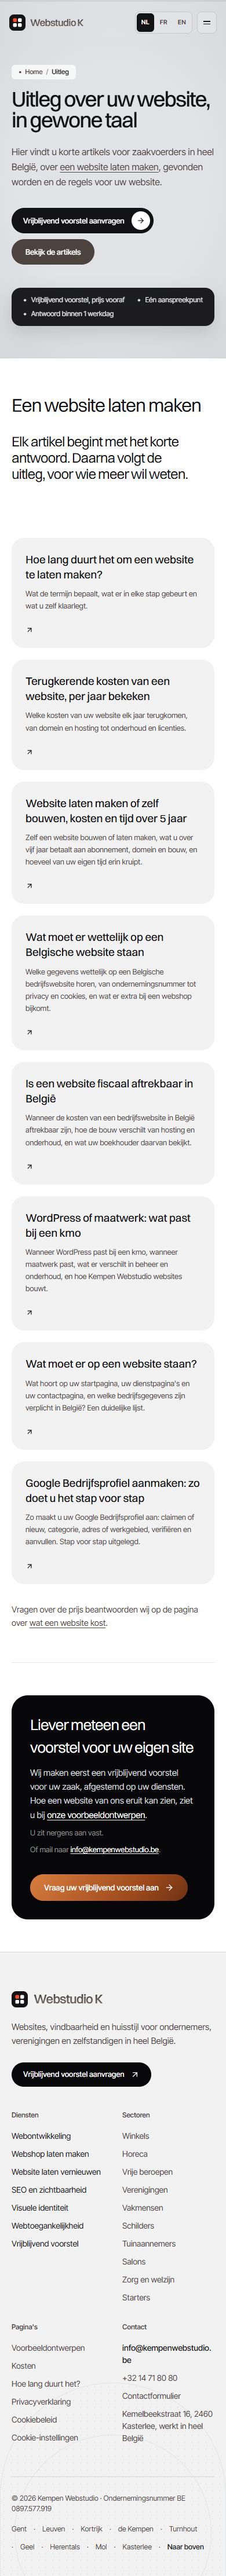 Webstudio K
NL FR EN
Home / Uitleg
Uitleg over uw website,
in gewone taal
Hier vindt u korte artikels voor zaakvoerders in heel
België, over een website laten maken, gevonden
worden en de regels voor uw website.
Vrijblijvend voorstel aanvragen
Bekijk de artikels
Vrijblijvend voorstel, prijs vooraf
Eén aanspreekpunt
Antwoord binnen 1 werkdag
Een website laten maken
Elk artikel begint met het korte
antwoord. Daarna volgt de
uitleg, voor wie meer wil weten.
Hoe lang duurt het om een website
te laten maken?
Wat de termijn bepaalt, wat er in elke stap gebeurt en
wat u zelf klaarlegt.
Terugkerende kosten van een
website, per jaar bekeken
Welke kosten van uw website elk jaar terugkomen,
van domein en hosting tot onderhoud en licenties.
Website laten maken of zelf
bouwen, kosten en tijd over 5 jaar
Zelf een website bouwen of laten maken, wat u over
vijf jaar betaalt aan abonnement, domein en bouw, en
hoeveel van uw eigen tijd erin kruipt.
Wat moet er wettelijk op een
Belgische website staan
Welke gegevens wettelijk op een Belgische
bedrijfswebsite horen, van ondernemingsnummer tot
privacy en cookies, en wat er extra bij een webshop
bijkomt.
Is een website fiscaal aftrekbaar in
België
Wanneer de kosten van een bedrijfswebsite in België
aftrekbaar zijn, hoe de bouw verschilt van hosting en
onderhoud, en wat uw boekhouder daarvan bekijkt.
WordPress of maatwerk: wat past
bij een kmo
Wanneer WordPress past bij een kmo, wanneer
maatwerk past, wat er verschilt in beheer en
onderhoud, en hoe Kempen Webstudio websites
bouwt.
Wat moet er op een website staan?
Wat hoort op uw startpagina, uw dienstpagina's en
uw contactpagina, en welke bedrijfsgegevens zijn
verplicht in België? Een duidelijke lijst.
Google Bedrijfsprofiel aanmaken: zo
doet u het stap voor stap
Zo maakt u uw Google Bedrijfsprofiel aan: claimen of
nieuw, categorie, adres of werkgebied, verifiëren en
aanvullen. Stap voor stap uitgelegd.
Vragen over de prijs beantwoorden wij op de pagina
over wat een website kost.
Liever meteen een
voorstel voor uw eigen site
Wij maken eerst een vrijblijvend voorstel
voor uw zaak, afgestemd op uw diensten.
Hoe een website van ons eruit kan zien, ziet
u bij onze voorbeeldontwerpen.
U zit nergens aan vast.
Of mail naar info@kempenwebstudio.be.
Vraag uw vrijblijvend voorstel aan
Webstudio K
Websites, vindbaarheid en huisstijl voor ondernemers,
verenigingen en zelfstandigen in heel België.
Vrijblijvend voorstel aanvragen
Diensten
Webontwikkeling
Webshop laten maken
Website laten vernieuwen
SEO en zichtbaarheid
Visuele identiteit
Webtoegankelijkheid
Vrijblijvend voorstel
Sectoren
Winkels
Horeca
Vrije beroepen
Verenigingen
Vakmensen
Schilders
Tuinaannemers
Salons
Zorg en welzijn
Starters
Pagina's
Voorbeeldontwerpen
Kosten
Hoe lang duurt het?
Privacyverklaring
Cookiebeleid
Cookie-instellingen
Contact
info@kempenwebstudio.
be
+32 14 71 80 80
Contactformulier
Kemelbeekstraat 16, 2460
Kasterlee, werkt in heel
België
© 2026 Kempen Webstudio · Ondernemingsnummer BE
0897.577.919
Gent · Leuven · Kortrijk · de Kempen · Turnhout
· Geel · Herentals · Mol · Kasterlee · Naar boven